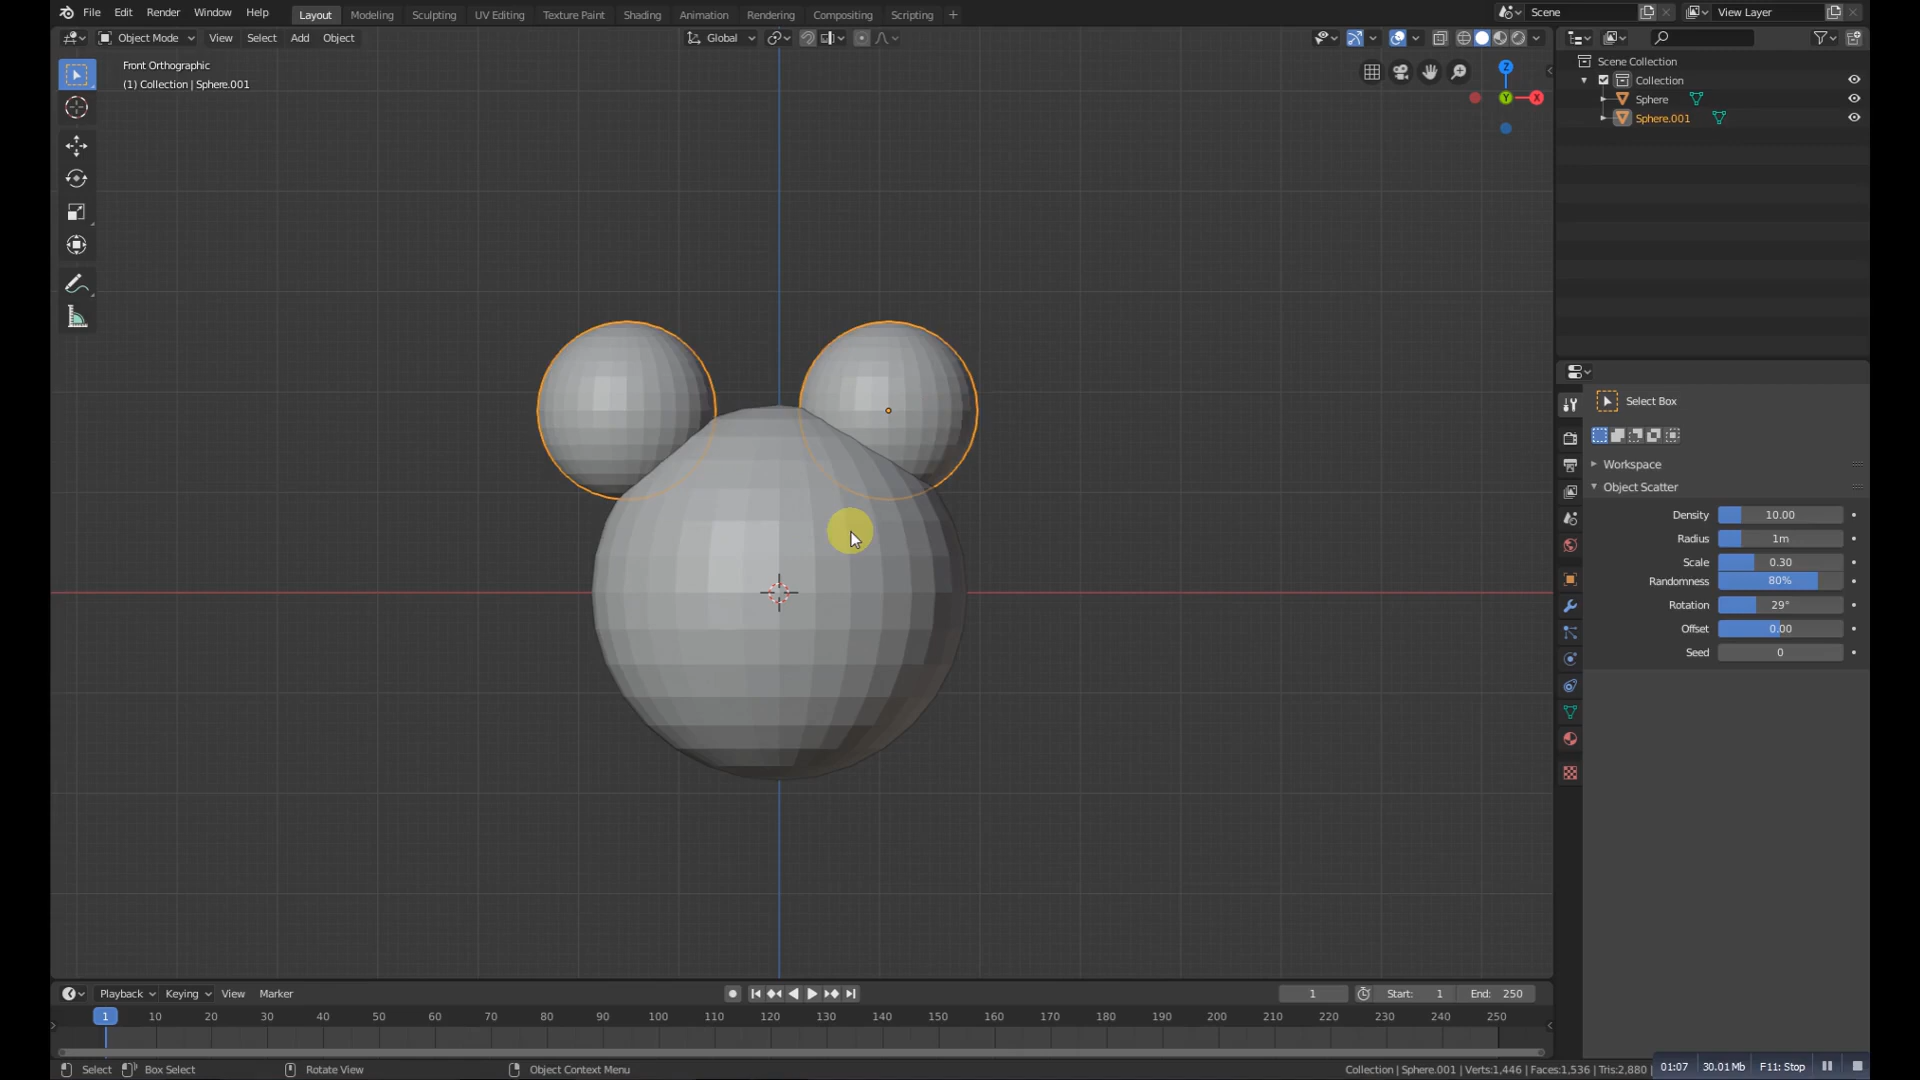 File Edit Render Window Help Layout Modeling Sculpting UV Editing Texture Paint Shading Animation Rendering Compositing Scripting + Scene View Layer
Object Mode View Select Add Object Global
Front Orthographic
(1) Collection | Sphere.001
Z
Y
X
Scene Collection
Collection
Sphere
Sphere.001
Select Box
Workspace
Object Scatter
Density 10.00
Radius 1m
Scale 0.30
Randomness 80%
Rotation 29°
Offset 0.00
Seed 0
Playback Keying View Marker 1 Start: 1 End: 250
1 10 20 30 40 50 60 70 80 90 100 110 120 130 140 150 160 170 180 190 200 210 220 230 240 250
Select Box Select Rotate View Object Context Menu Collection | Sphere.001 | Verts:1,446 | Faces:1,536 | Tris:2,880 | 01:07 30.01 Mb F11: Stop